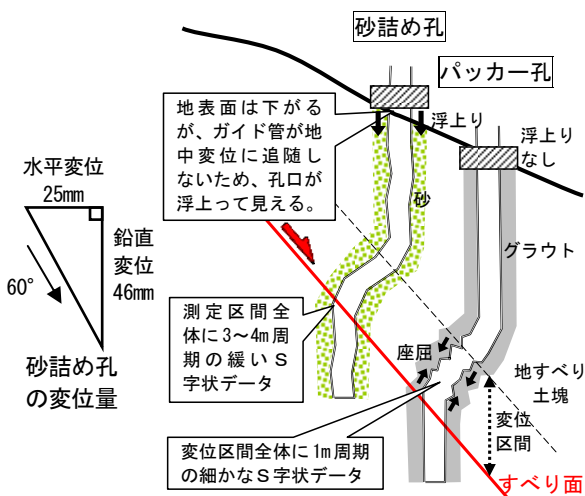 砂詰め孔
パッカー孔
地表面は下がる
が、ガイド管が地
中変位に追随し
ないため、孔口が
浮上って見える。
浮上り
浮上り
なし
水平変位
25mm
砂
鉛直
変位
46mm
60°
グラウト
砂詰め孔
の変位量
測定区間全
体に3～4m周
期の緩いS
字状データ
座屈
地すべり
土塊
変位
区間
変位区間全体に1m周期
の細かなS字状データ
すべり面